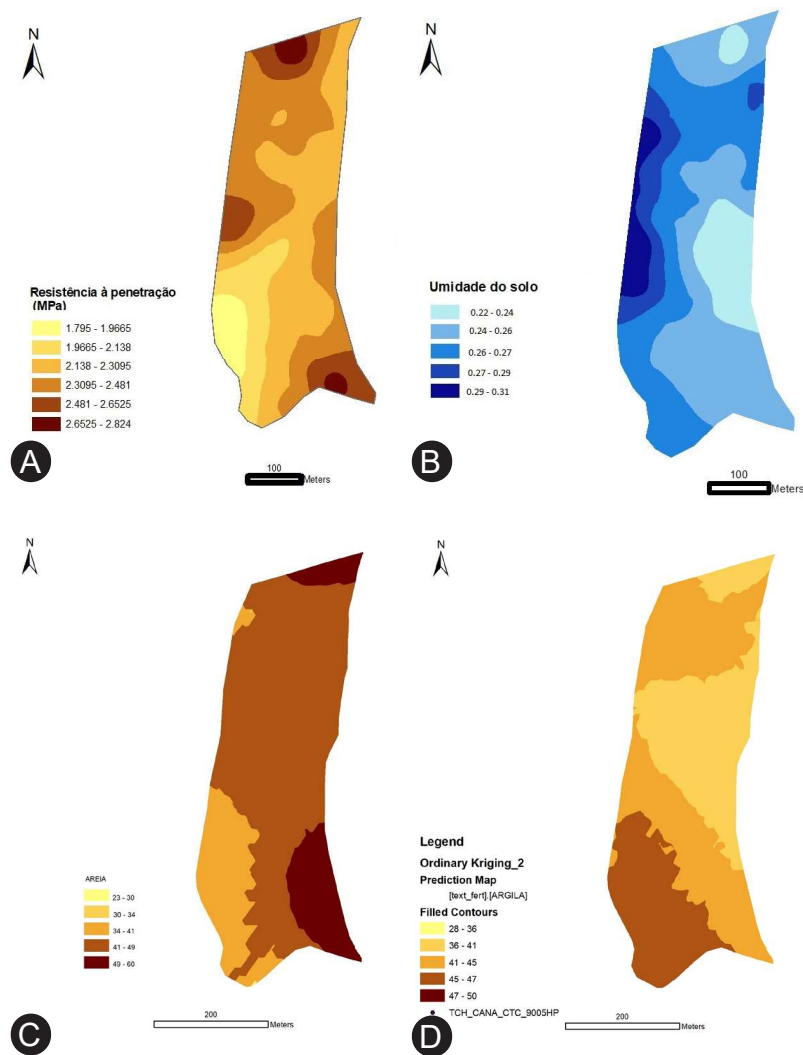 N
Resistência à penetração
(MPa)
1.795 - 1.9665
1.9665 - 2.138
2.138 - 2.3095
2.3095 - 2.481
2.481 - 2.6525
2.6525 - 2.824
100
Meters
A
N
Umidade do solo
0.22 - 0.24
0.24 - 0.26
0.26 - 0.27
0.27 - 0.29
0.29 - 0.31
100
Meters
B
N
AREIA
23 - 30
30 - 34
34 - 41
41 - 49
49 - 60
200
Meters
C
N
Legend
Ordinary Kriging_2
Prediction Map
[text_fert].[ARGILA]
Filled Contours
28 - 36
36 - 41
41 - 45
45 - 47
47 - 50
TCH_CANA_CTC_9005HP
200
Meters
D